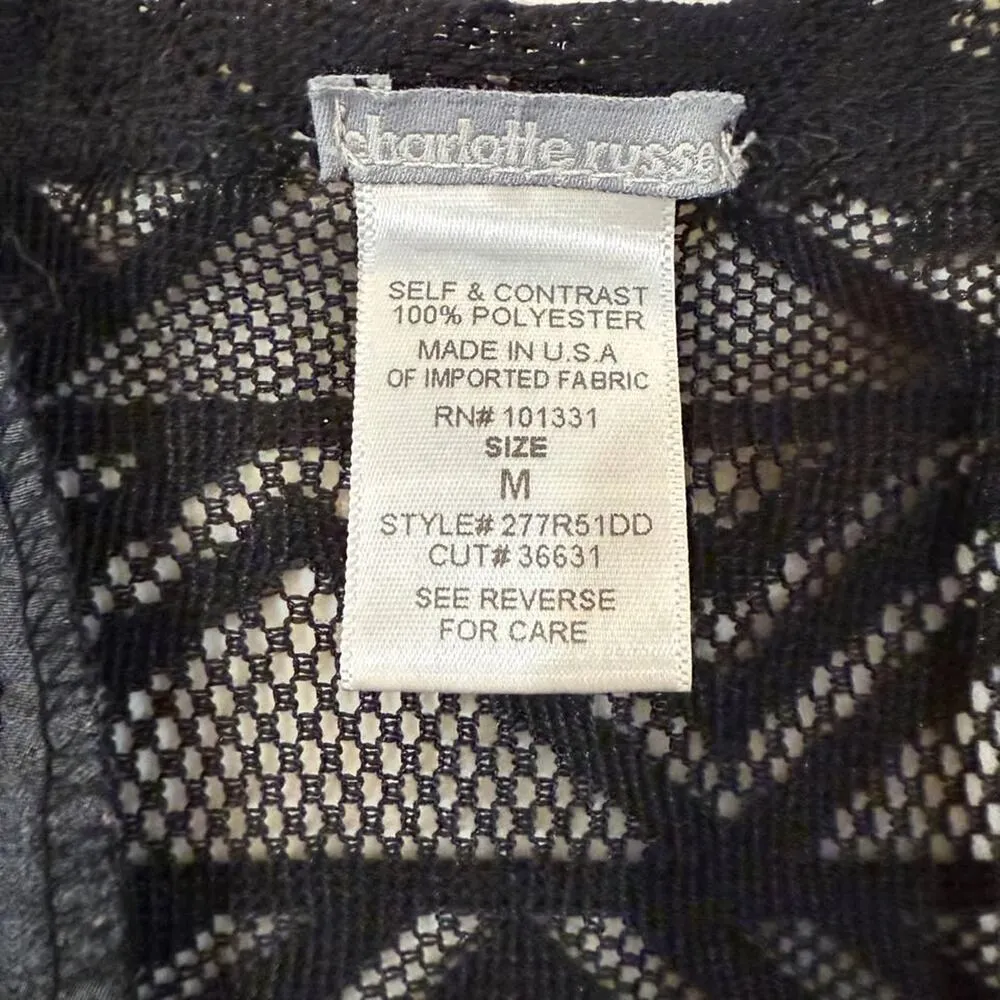 charlotte russe
SELF & CONTRAST
100% POLYESTER
MADE IN U.S.A
OF IMPORTED FABRIC
RN# 101331
SIZE
M
STYLE# 277R51DD
CUT# 36631
SEE REVERSE
FOR CARE